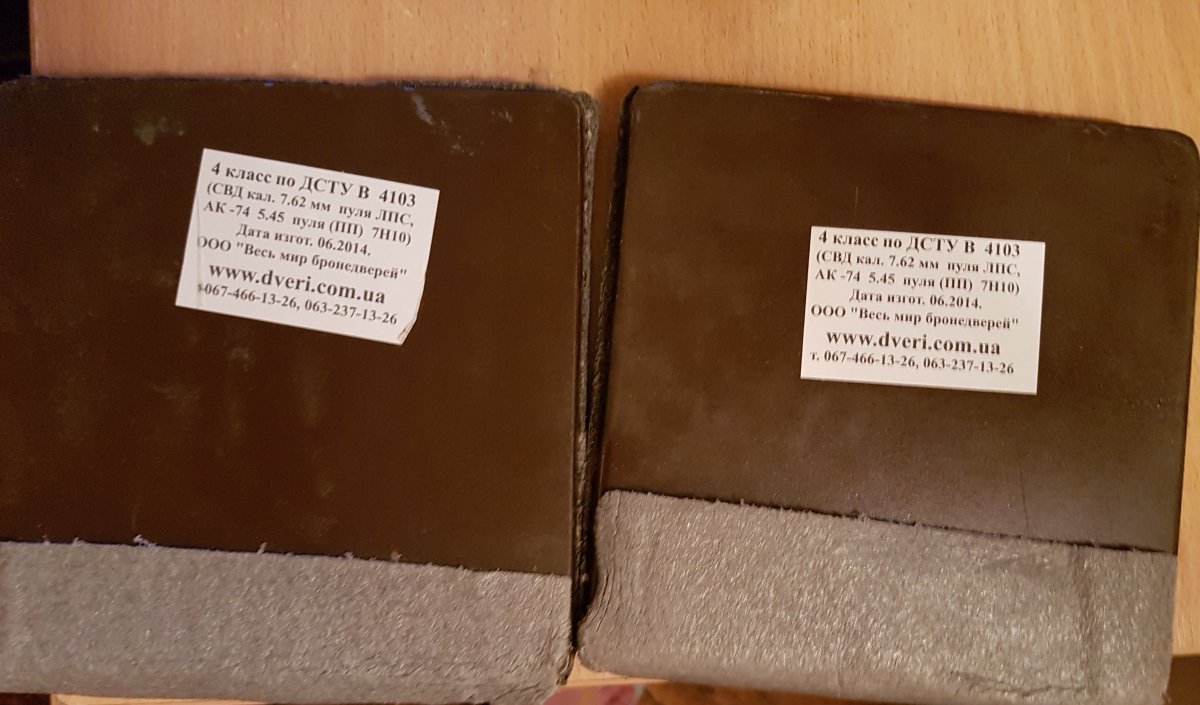 4 класс по ДСТУ В 4103
(СВД кал. 7.62 мм пуля ЛПС,
АК -74 5.45 пуля (ПП) 7Н10)
Дата изгот. 06.2014.
ООО "Весь мир бронедверей"
www.dveri.com.ua
067-466-13-26, 063-237-13-26
4 класс по ДСТУ В 4103
(СВД кал. 7.62 мм пуля ЛПС,
АК -74 5.45 пуля (ПП) 7Н10)
Дата изгот. 06.2014.
ООО "Весь мир бронедверей"
www.dveri.com.ua
т. 067-466-13-26, 063-237-13-26